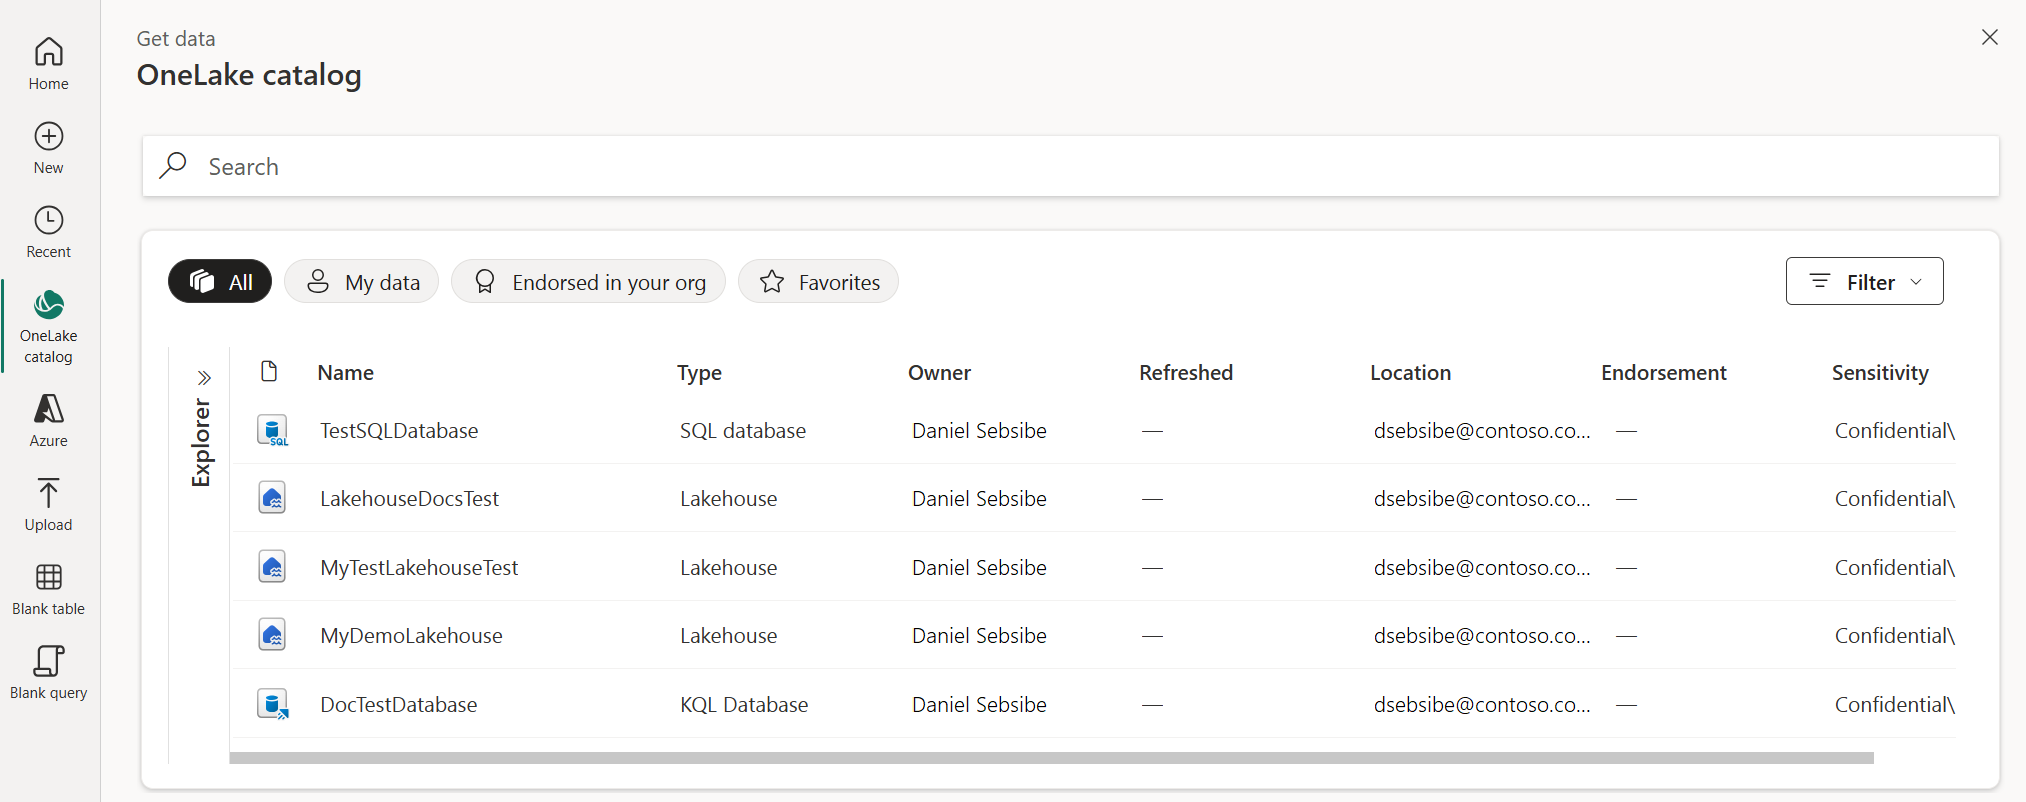 Home
New
Recent
OneLake
catalog
Azure
Upload
Blank table
Blank query
Get data
OneLake catalog
Search
All My data Endorsed in your org Favorites Filter
Explorer
Name Type Owner Refreshed Location Endorsement Sensitivity
TestSQLDatabase SQL database Daniel Sebsibe — dsebsibe@contoso.co... — Confidential\
LakehouseDocsTest Lakehouse Daniel Sebsibe — dsebsibe@contoso.co... — Confidential\
MyTestLakehouseTest Lakehouse Daniel Sebsibe — dsebsibe@contoso.co... — Confidential\
MyDemoLakehouse Lakehouse Daniel Sebsibe — dsebsibe@contoso.co... — Confidential\
DocTestDatabase KQL Database Daniel Sebsibe — dsebsibe@contoso.co... — Confidential\
SQL